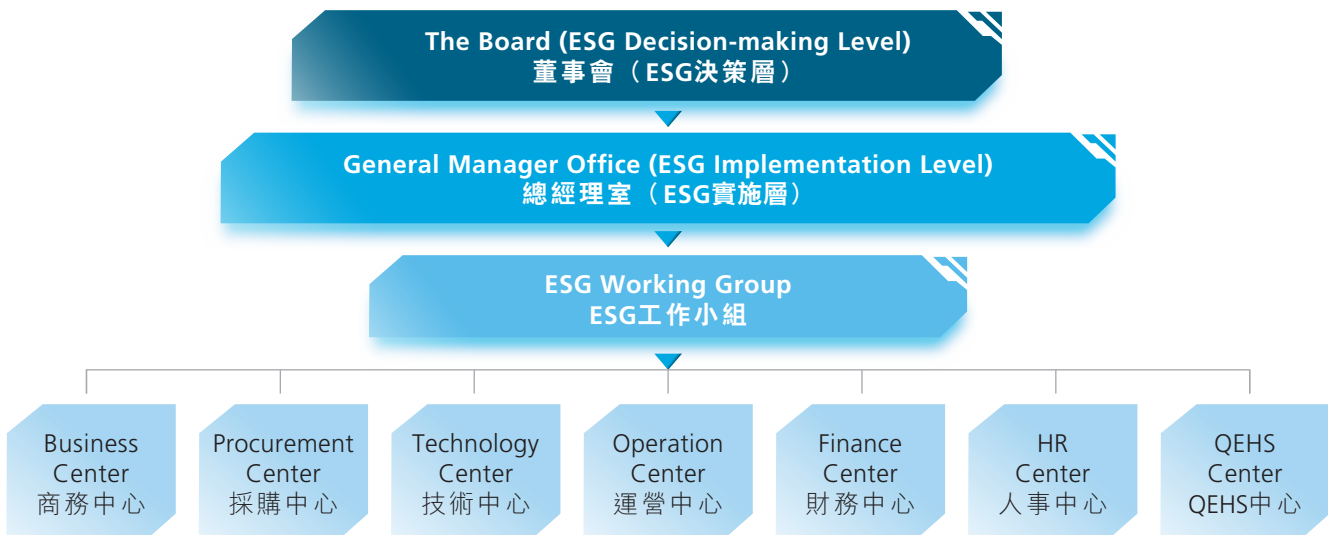 The Board (ESG Decision-making Level)
董事會（ESG決策層）
General Manager Office (ESG Implementation Level)
總經理室（ESG實施層）
ESG Working Group
ESG工作小組
Business
Center
商務中心
Procurement
Center
採購中心
Technology
Center
技術中心
Operation
Center
運營中心
Finance
Center
財務中心
HR
Center
人事中心
QEHS
Center
QEHS中心